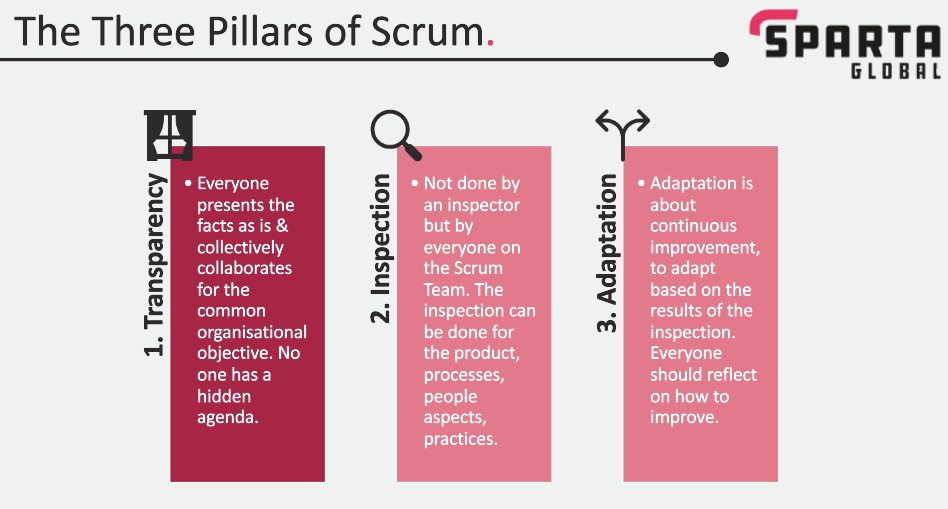 The Three Pillars of Scrum.
SPARTA
GLOBAL
1. Transparency
• Everyone
presents the
facts as is &
collectively
collaborates
for the
common
organisational
objective. No
one has a
hidden
agenda.
2. Inspection
• Not done by
an inspector
but by
everyone on
the Scrum
Team. The
inspection can
be done for
the product,
processes,
people
aspects,
practices.
3. Adaptation
• Adaptation is
about
continuous
improvement,
to adapt
based on the
results of the
inspection.
Everyone
should reflect
on how to
improve.